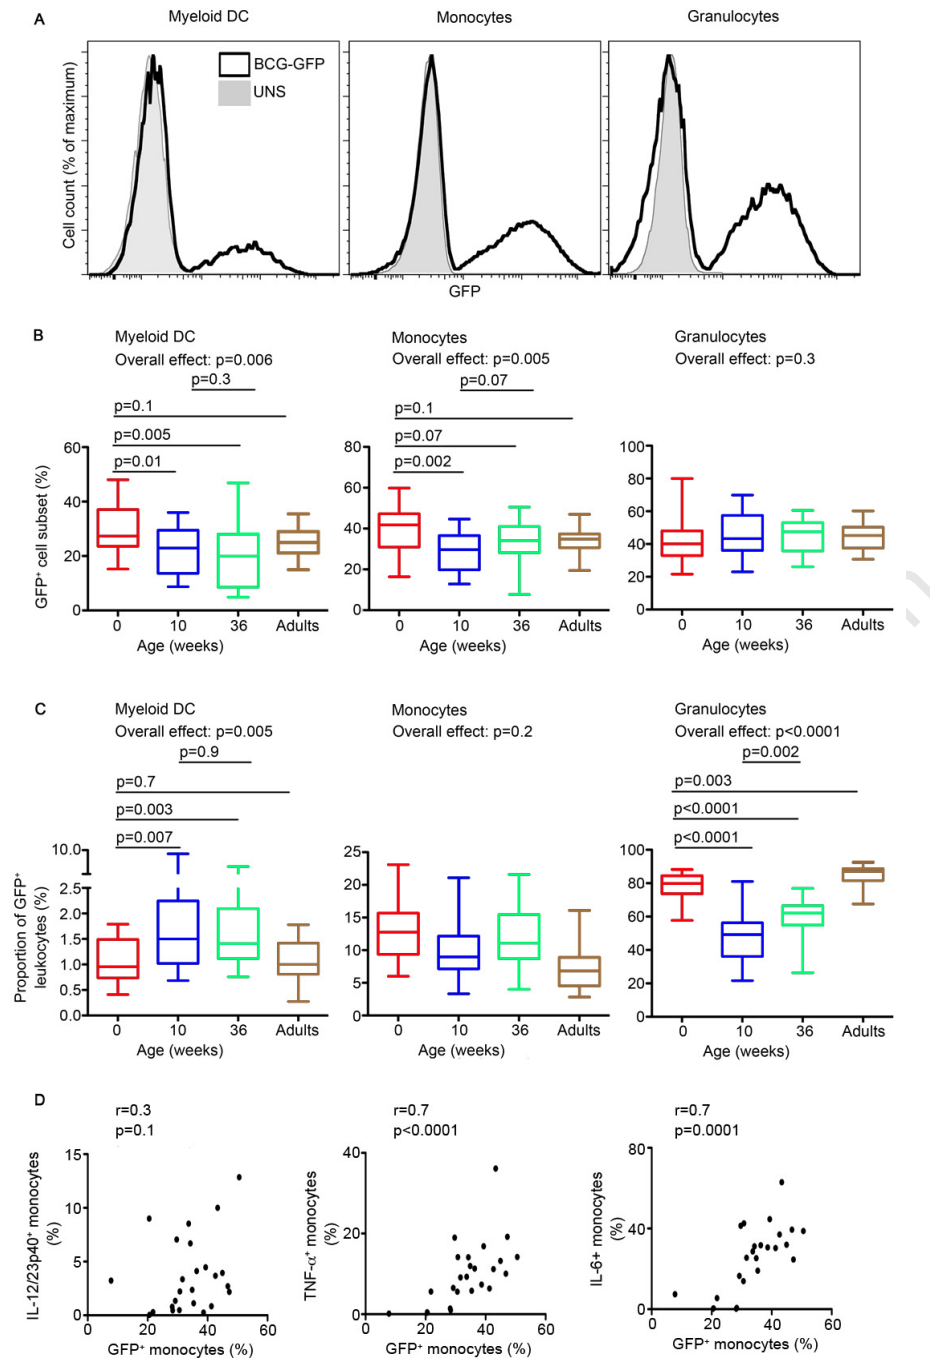 A
Myeloid DC
Monocytes
Granulocytes
BCG-GFP
UNS
Cell count (% of maximum)
GFP
B
Myeloid DC
Overall effect: p=0.006
p=0.3
p=0.1
p=0.005
p=0.01
Monocytes
Overall effect: p=0.005
p=0.07
p=0.1
p=0.07
p=0.002
Granulocytes
Overall effect: p=0.3
GFP⁺ cell subset (%)
60
40
20
0
0 10 36 Adults
Age (weeks)
80
60
40
20
0
0 10 36 Adults
Age (weeks)
100
80
60
40
20
0
0 10 36 Adults
Age (weeks)
C
Myeloid DC
Overall effect: p=0.005
p=0.9
p=0.7
p=0.003
p=0.007
Monocytes
Overall effect: p=0.2
Granulocytes
Overall effect: p<0.0001
p=0.002
p=0.003
p<0.0001
p<0.0001
Proportion of GFP⁺
leukocytes (%)
10.0
2.5
2.0
1.5
1.0
0.5
0.0
0 10 36 Adults
Age (weeks)
25
20
15
10
5
0
0 10 36 Adults
Age (weeks)
100
80
60
40
20
0
0 10 36 Adults
Age (weeks)
D
r=0.3
p=0.1
IL-12/23p40⁺ monocytes
(%)
15
10
5
0
0 20 40 60
GFP⁺ monocytes (%)
r=0.7
p<0.0001
TNF-α⁺ monocytes
(%)
40
20
0
0 20 40 60
GFP⁺ monocytes (%)
r=0.7
p=0.0001
IL-6+ monocytes
(%)
80
40
0
0 20 40 60
GFP⁺ monocytes (%)